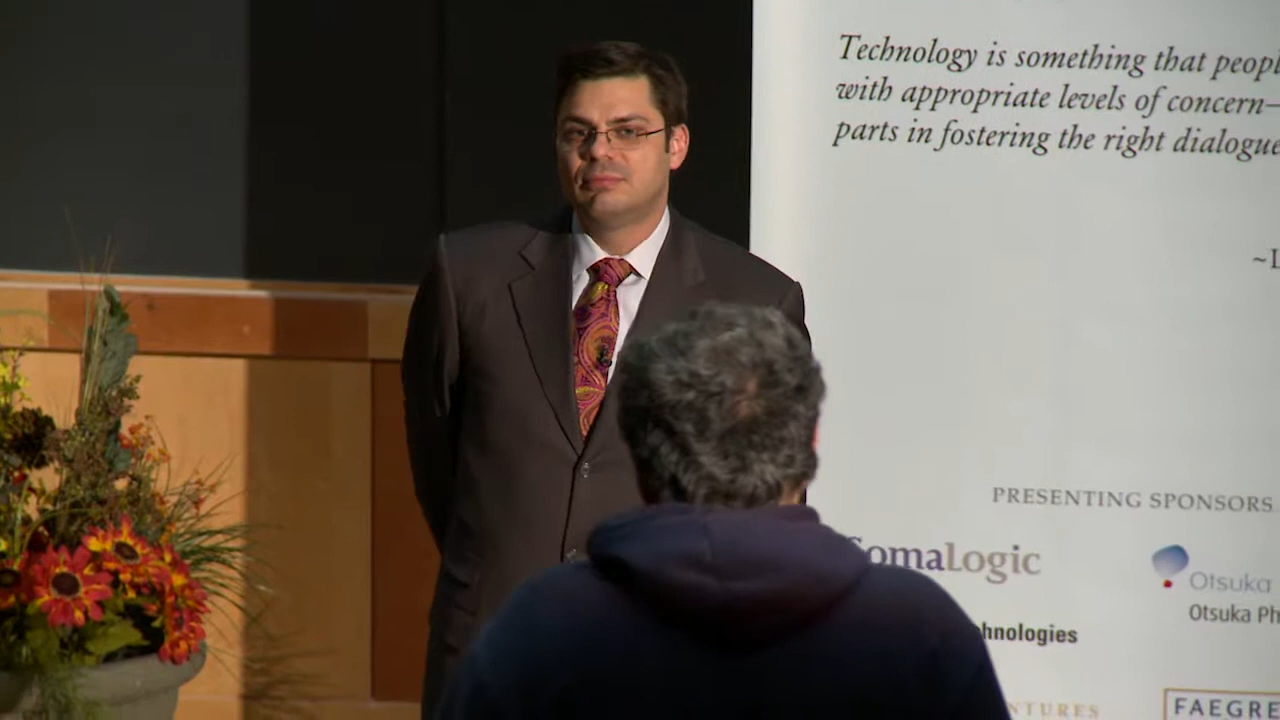 Technology is something that peopl
with appropriate levels of concern—
parts in fostering the right dialogue
~L
PRESENTING SPONSORS
SomaLogic
Otsuka
Otsuka Ph
hnologies
NTURES
FAEGRE